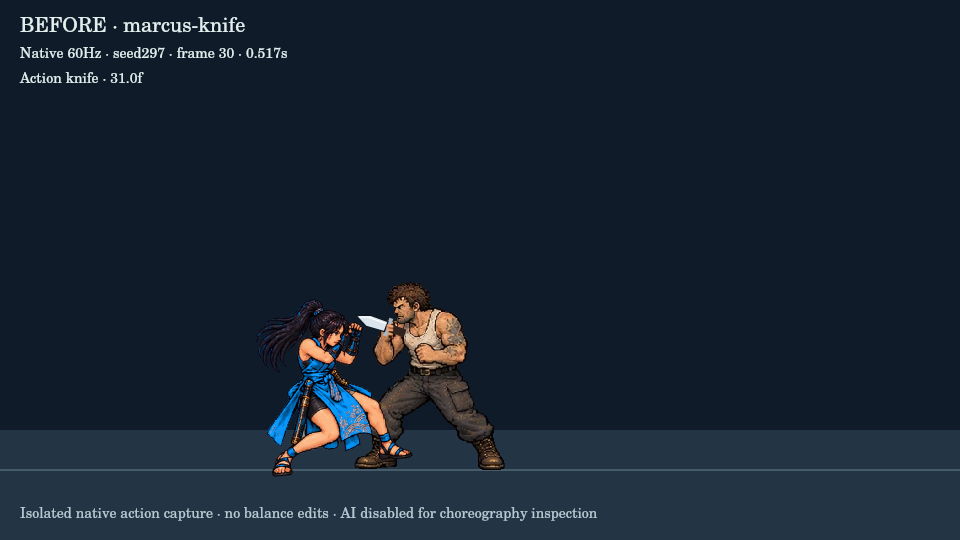 BEFORE · marcus-knife
Native 60Hz · seed297 · frame 30 · 0.517s
Action knife · 31.0f
Isolated native action capture · no balance edits · AI disabled for choreography inspection